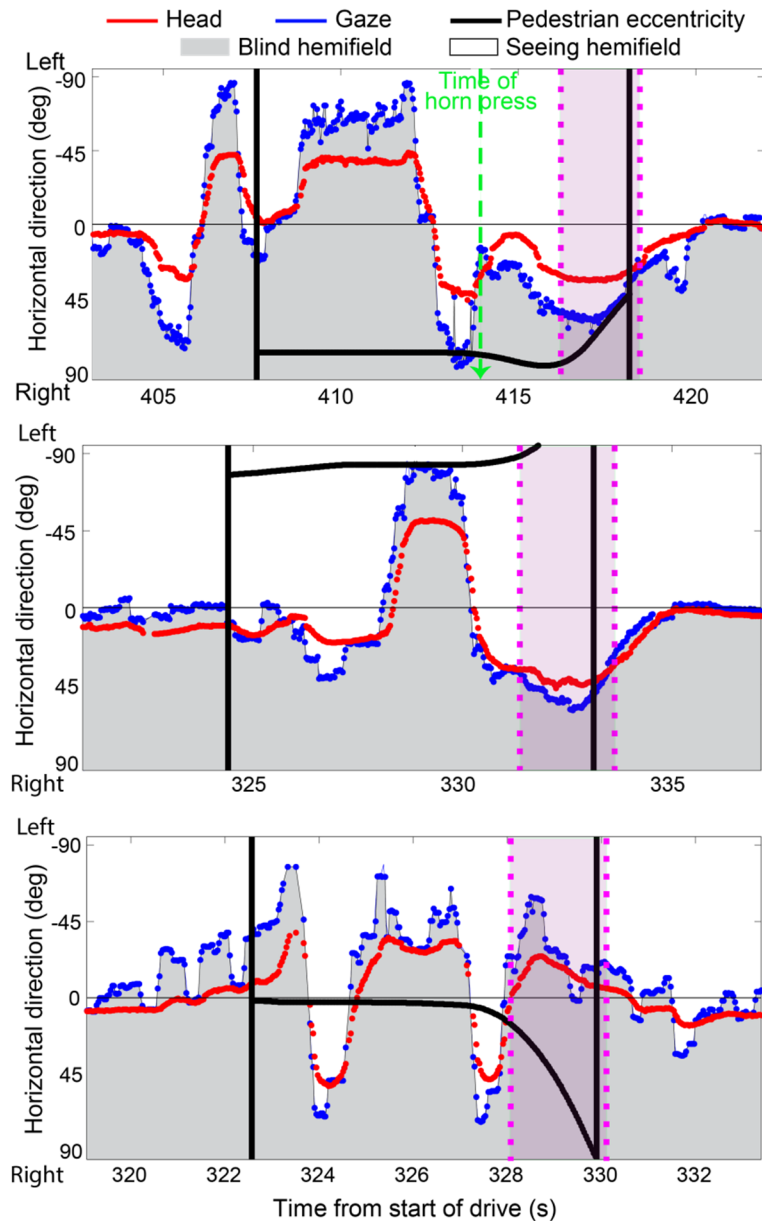 Head Gaze Pedestrian eccentricity
Blind hemifield Seeing hemifield
Left
Horizontal direction (deg)
-90
-45
0
45
90
Time of
horn press
Right
405 410 415 420
Left
Horizontal direction (deg)
-90
-45
0
45
90
Right
325 330 335
Left
Horizontal direction (deg)
-90
-45
0
45
90
Right
320 322 324 326 328 330 332
Time from start of drive (s)